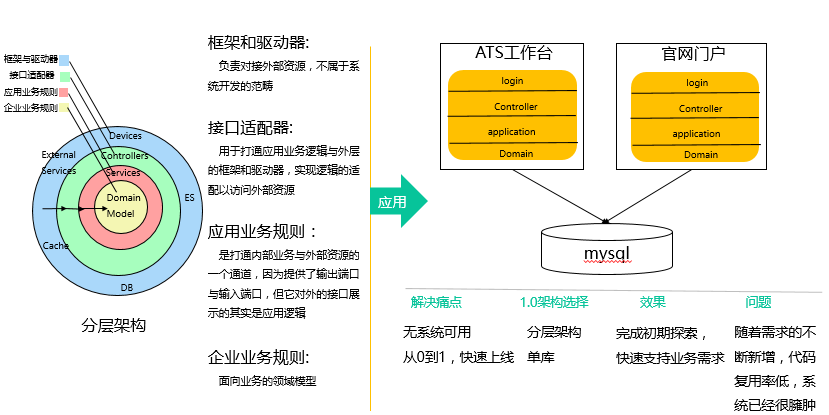 框架与驱动器
接口适配器
应用业务规则
企业业务规则
Devices
External
Services
Controllers
Services
Domain
Model
ES
Cache
DB
分层架构
框架和驱动器:
负责对接外部资源，不属于系
统开发的范畴
接口适配器:
用于打通应用业务逻辑与外层
的框架和驱动器，实现逻辑的适
配以访问外部资源
应用业务规则：
是打通内部业务与外部资源的
一个通道，因为提供了输出端口
与输入端口，但它对外的接口展
示的其实是应用逻辑
企业业务规则:
面向业务的领域模型
应用
ATS工作台
login
Controller
application
Domain
官网门户
login
Controller
application
Domain
mysql
解决痛点
无系统可用
从0到1，快速上线
1.0架构选择
分层架构
单库
效果
完成初期探索，
快速支持业务需求
问题
随着需求的不
断新增，代码
复用率低，系
统已经很臃肿